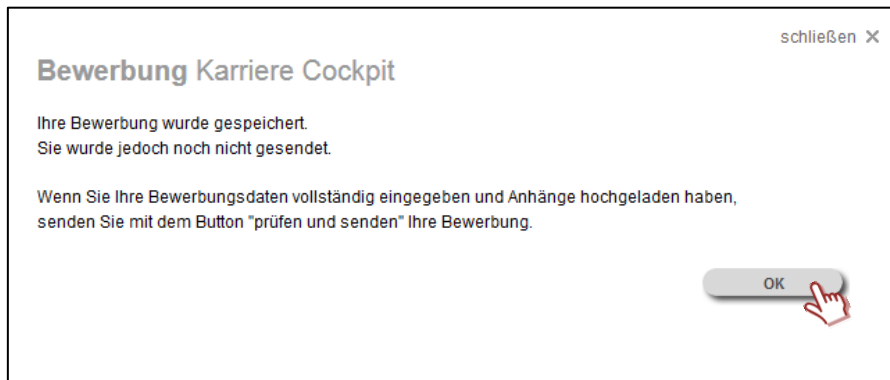 schließen ✕
Bewerbung Karriere Cockpit
Ihre Bewerbung wurde gespeichert.
Sie wurde jedoch noch nicht gesendet.
Wenn Sie Ihre Bewerbungsdaten vollständig eingegeben und Anhänge hochgeladen haben,
senden Sie mit dem Button "prüfen und senden" Ihre Bewerbung.
OK